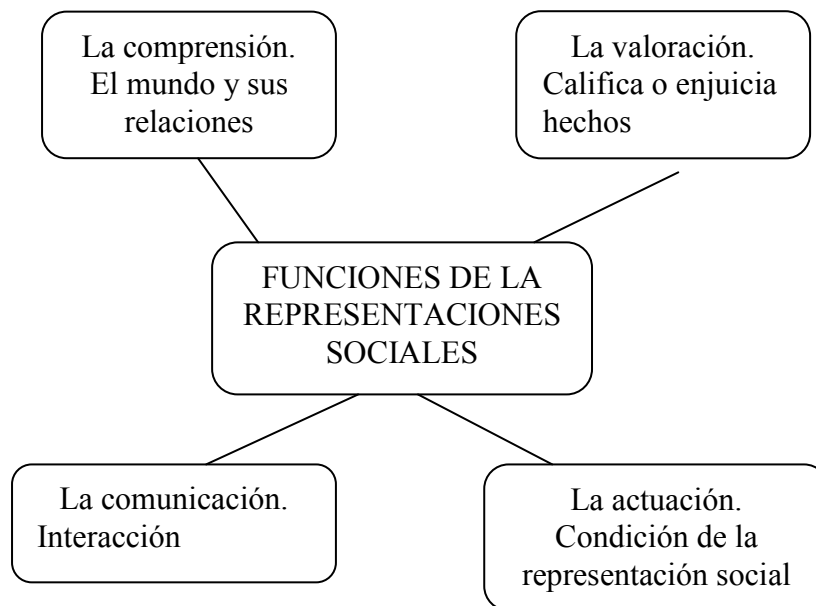 La comprensión.
El mundo y sus
relaciones
La valoración.
Califica o enjuicia
hechos
FUNCIONES DE LA
REPRESENTACIONES
SOCIALES
La comunicación.
Interacción
La actuación.
Condición de la
representación social